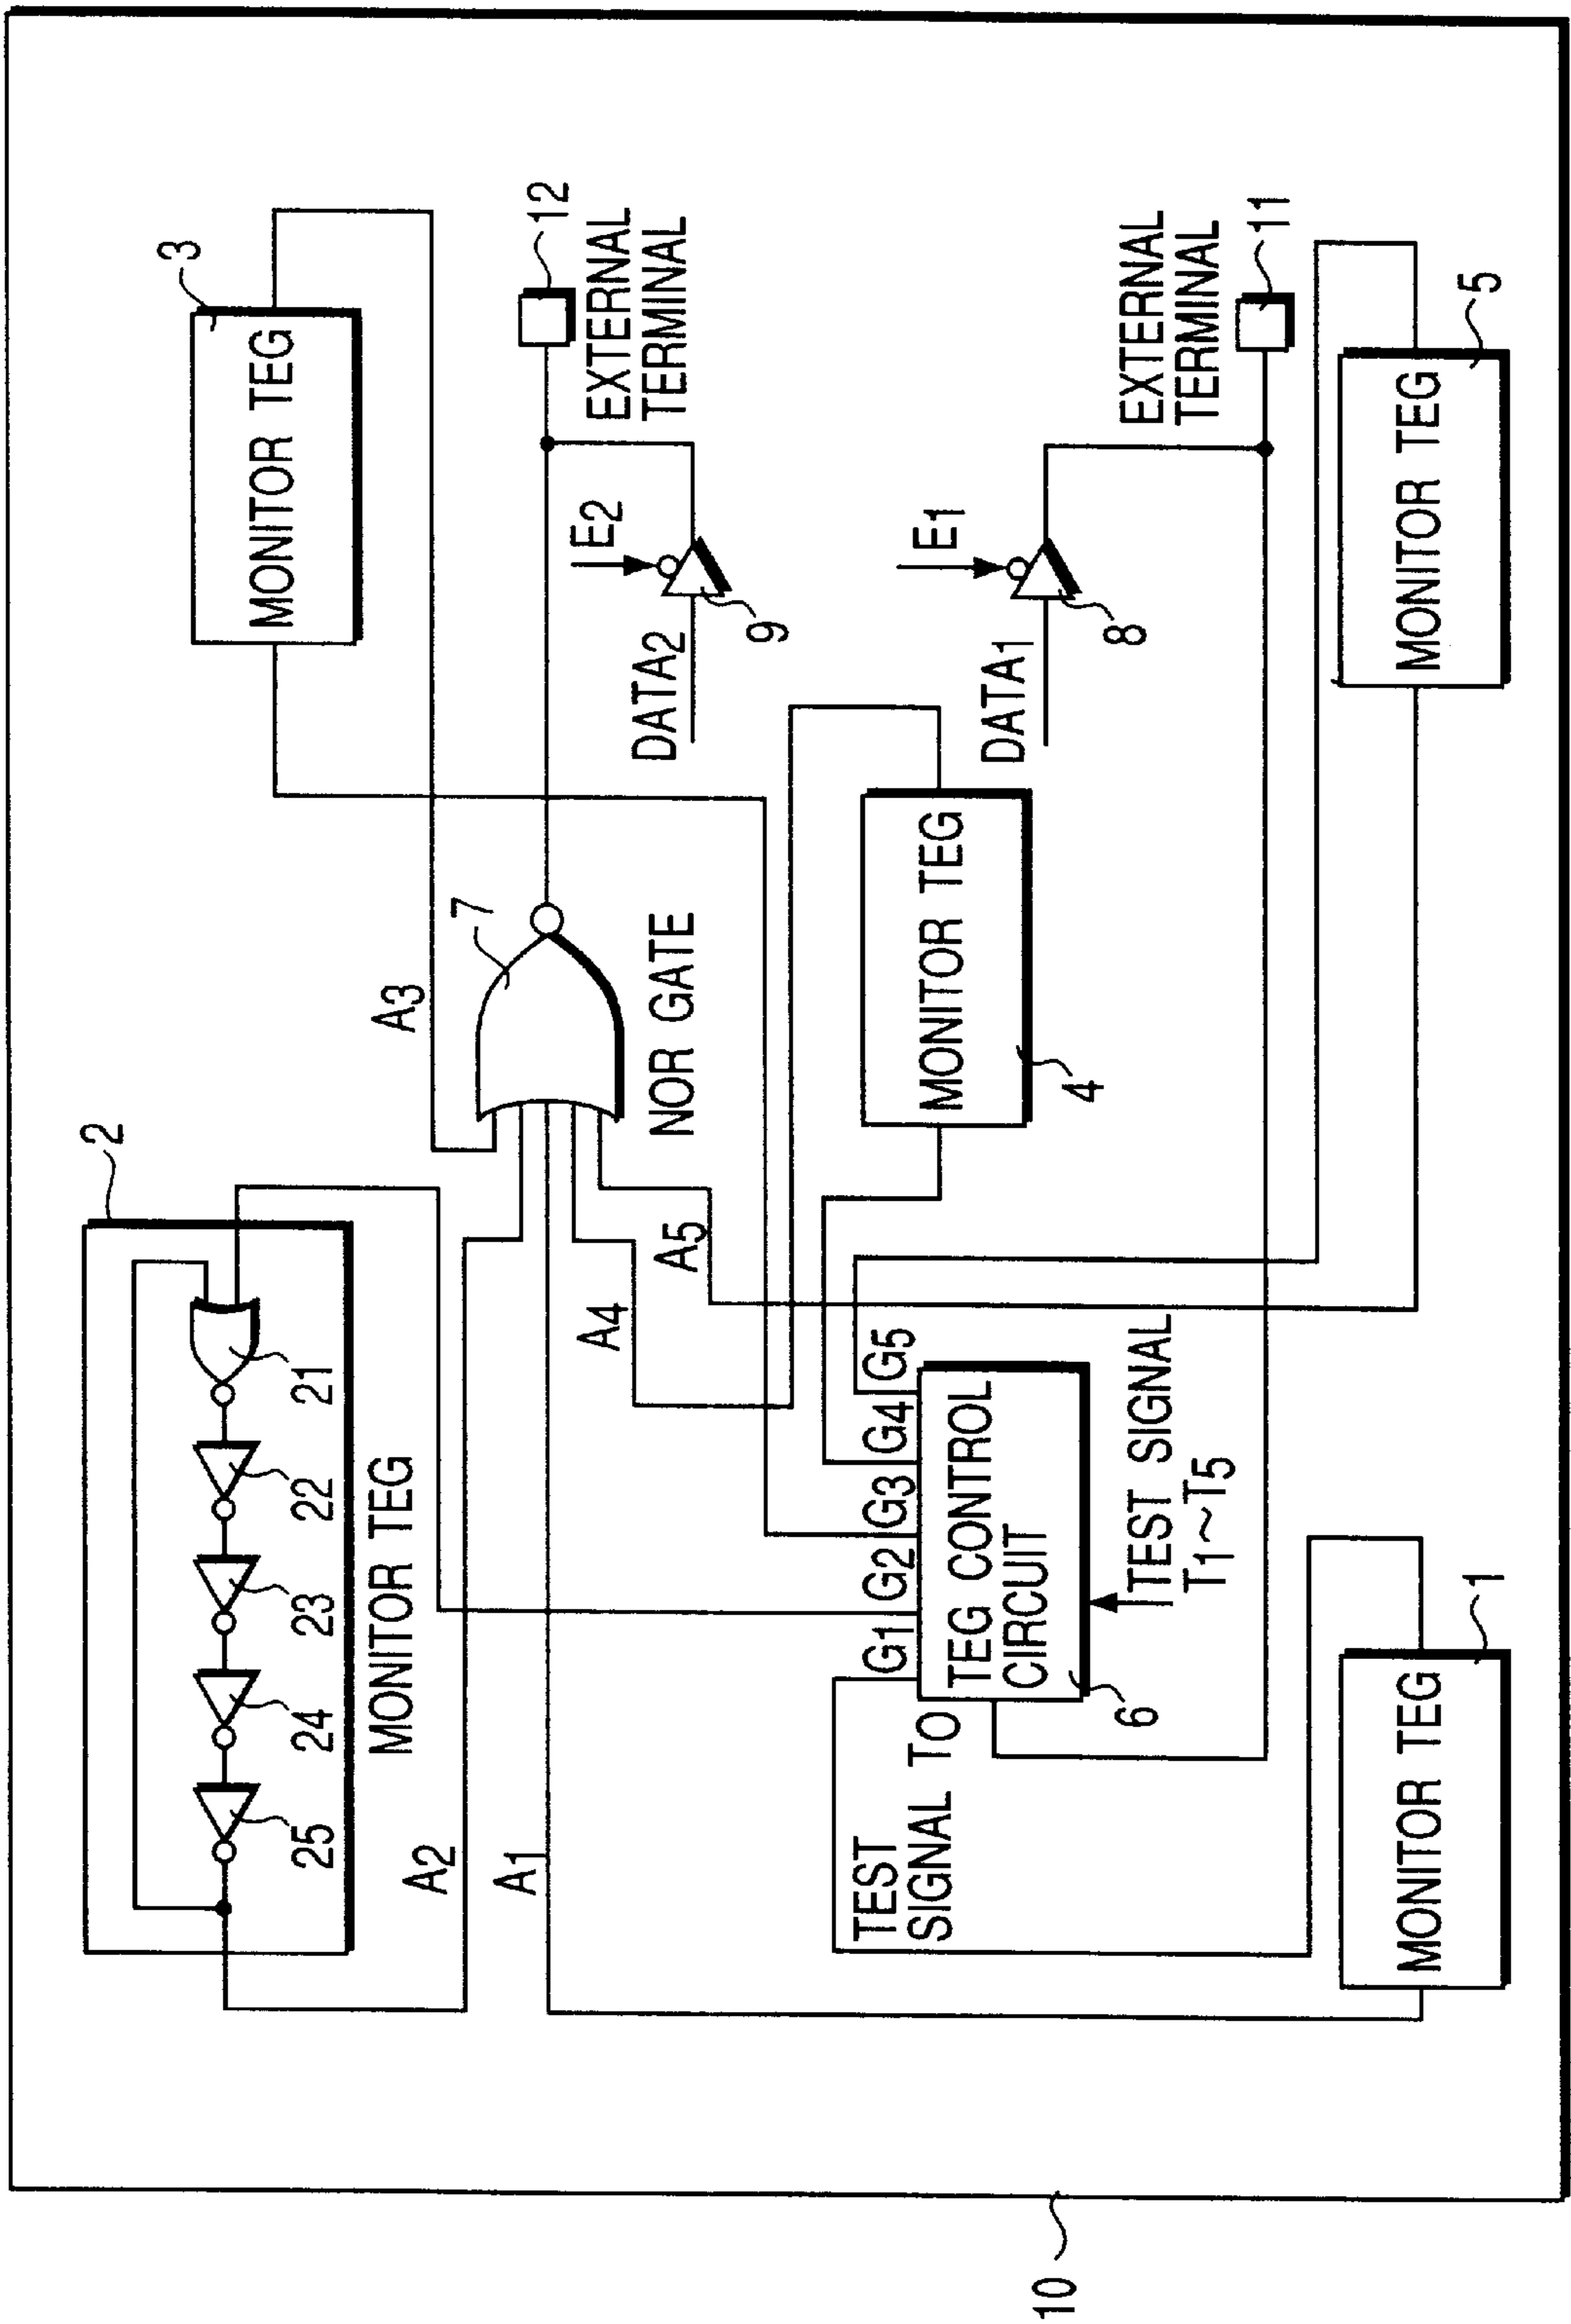 2
21
22
23
24
25
MONITOR TEG
3
MONITOR TEG
A2
A1
A3
7
NOR GATE
12
EXTERNAL
TERMINAL
E2
DATA2
9
A4
A5
TEST
SIGNAL T0
G1
G2
G3
G4
G5
TEG CONTROL
CIRCUIT
6
TEST SIGNAL
T1~T5
MONITOR TEG
4
E1
DATA1
8
EXTERNAL
TERMINAL
11
MONITOR TEG
1
MONITOR TEG
5
10